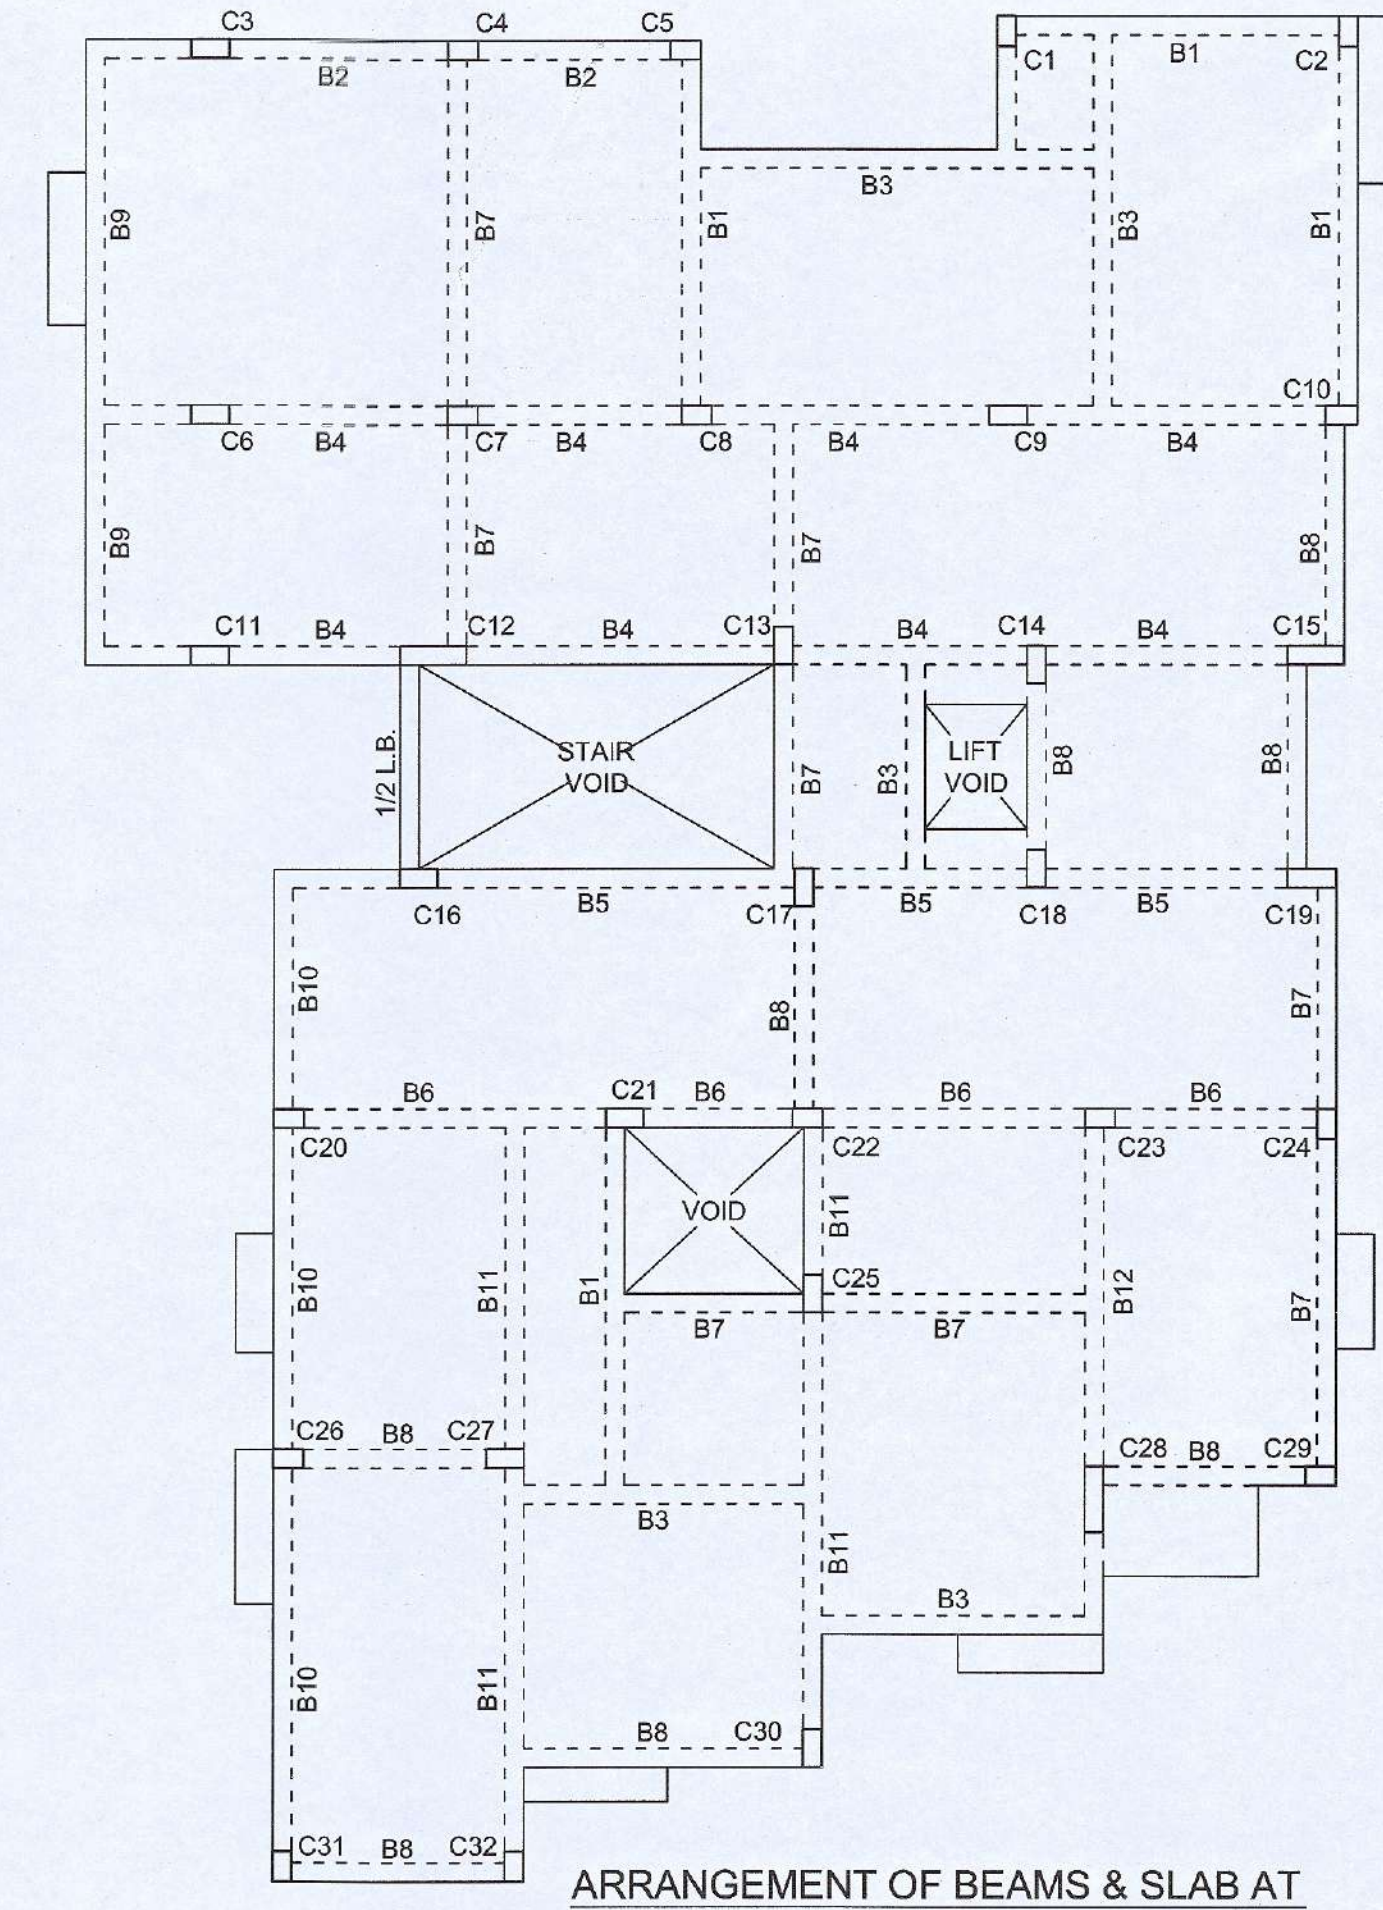 C3 C4 C5
B2 B2 C1 B1 C2
B9 B7 B1 B3 B3 B1
C10
C6 B4 C7 B4 C8 B4 C9 B4
B9 B7 B7 B8
C11 B4 C12 B4 C13 B4 C14 B4 C15
1/2 L.B.
STAIR
VOID
B7 B3
LIFT
VOID
B8 B8
C16 B5 C17 B5 C18 B5 C19
B10 B8 B7
B6 C21 B6 B6 B6
C20 C22 C23 C24
VOID
B11
C25
B10 B11 B1 B7 B7 B12 B7
C26 B8 C27 C28 B8 C29
B3
B11
B3
B10 B11
B8 C30
C31 B8 C32
ARRANGEMENT OF BEAMS & SLAB AT